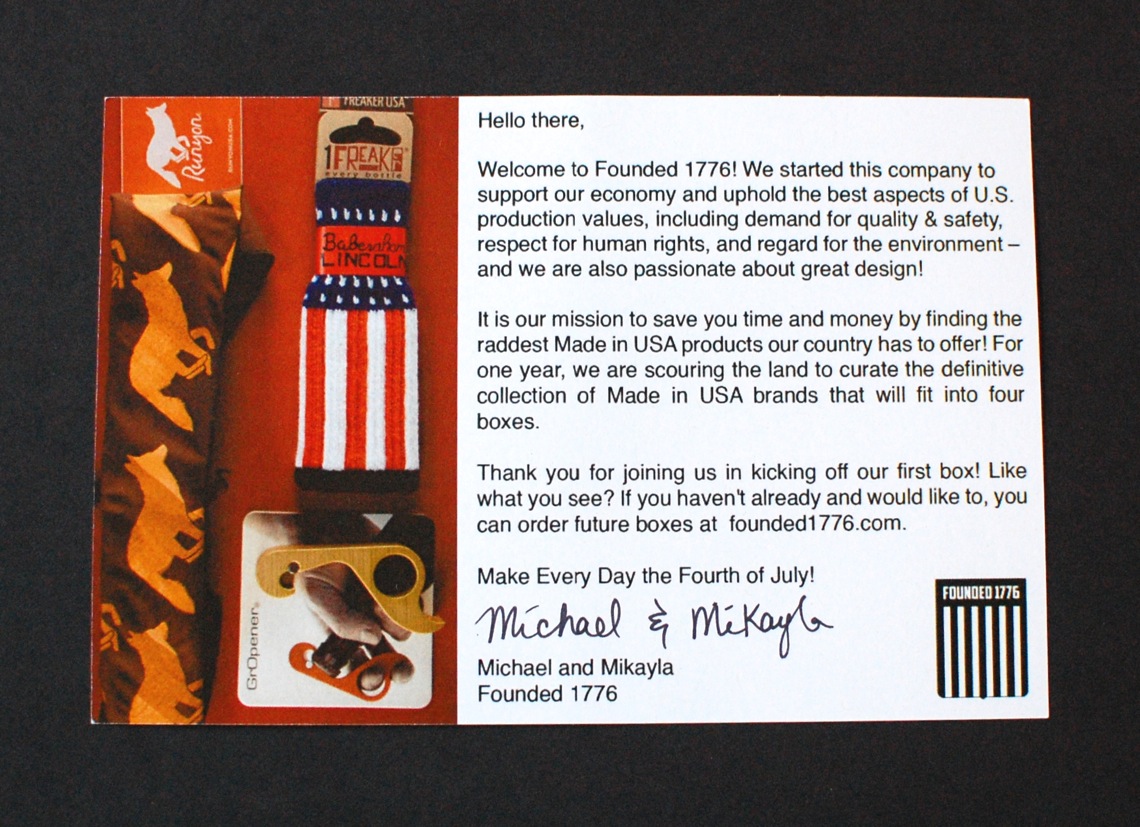 Runyon
FREAKER USA
1FREAKR
every bottle
Babenham
LINCOLN
GrOpener
Hello there,
Welcome to Founded 1776! We started this company to
support our economy and uphold the best aspects of U.S.
production values, including demand for quality & safety,
respect for human rights, and regard for the environment –
and we are also passionate about great design!
It is our mission to save you time and money by finding the
raddest Made in USA products our country has to offer! For
one year, we are scouring the land to curate the definitive
collection of Made in USA brands that will fit into four
boxes.
Thank you for joining us in kicking off our first box! Like
what you see? If you haven't already and would like to, you
can order future boxes at founded1776.com.
Make Every Day the Fourth of July!
Michael & Mikayla
Michael and Mikayla
Founded 1776
FOUNDED 1776